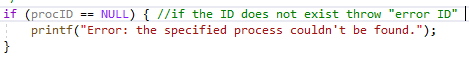 if (procID == NULL) { //if the ID does not exist throw "error ID"
printf("Error: the specified process couldn't be found.");
}